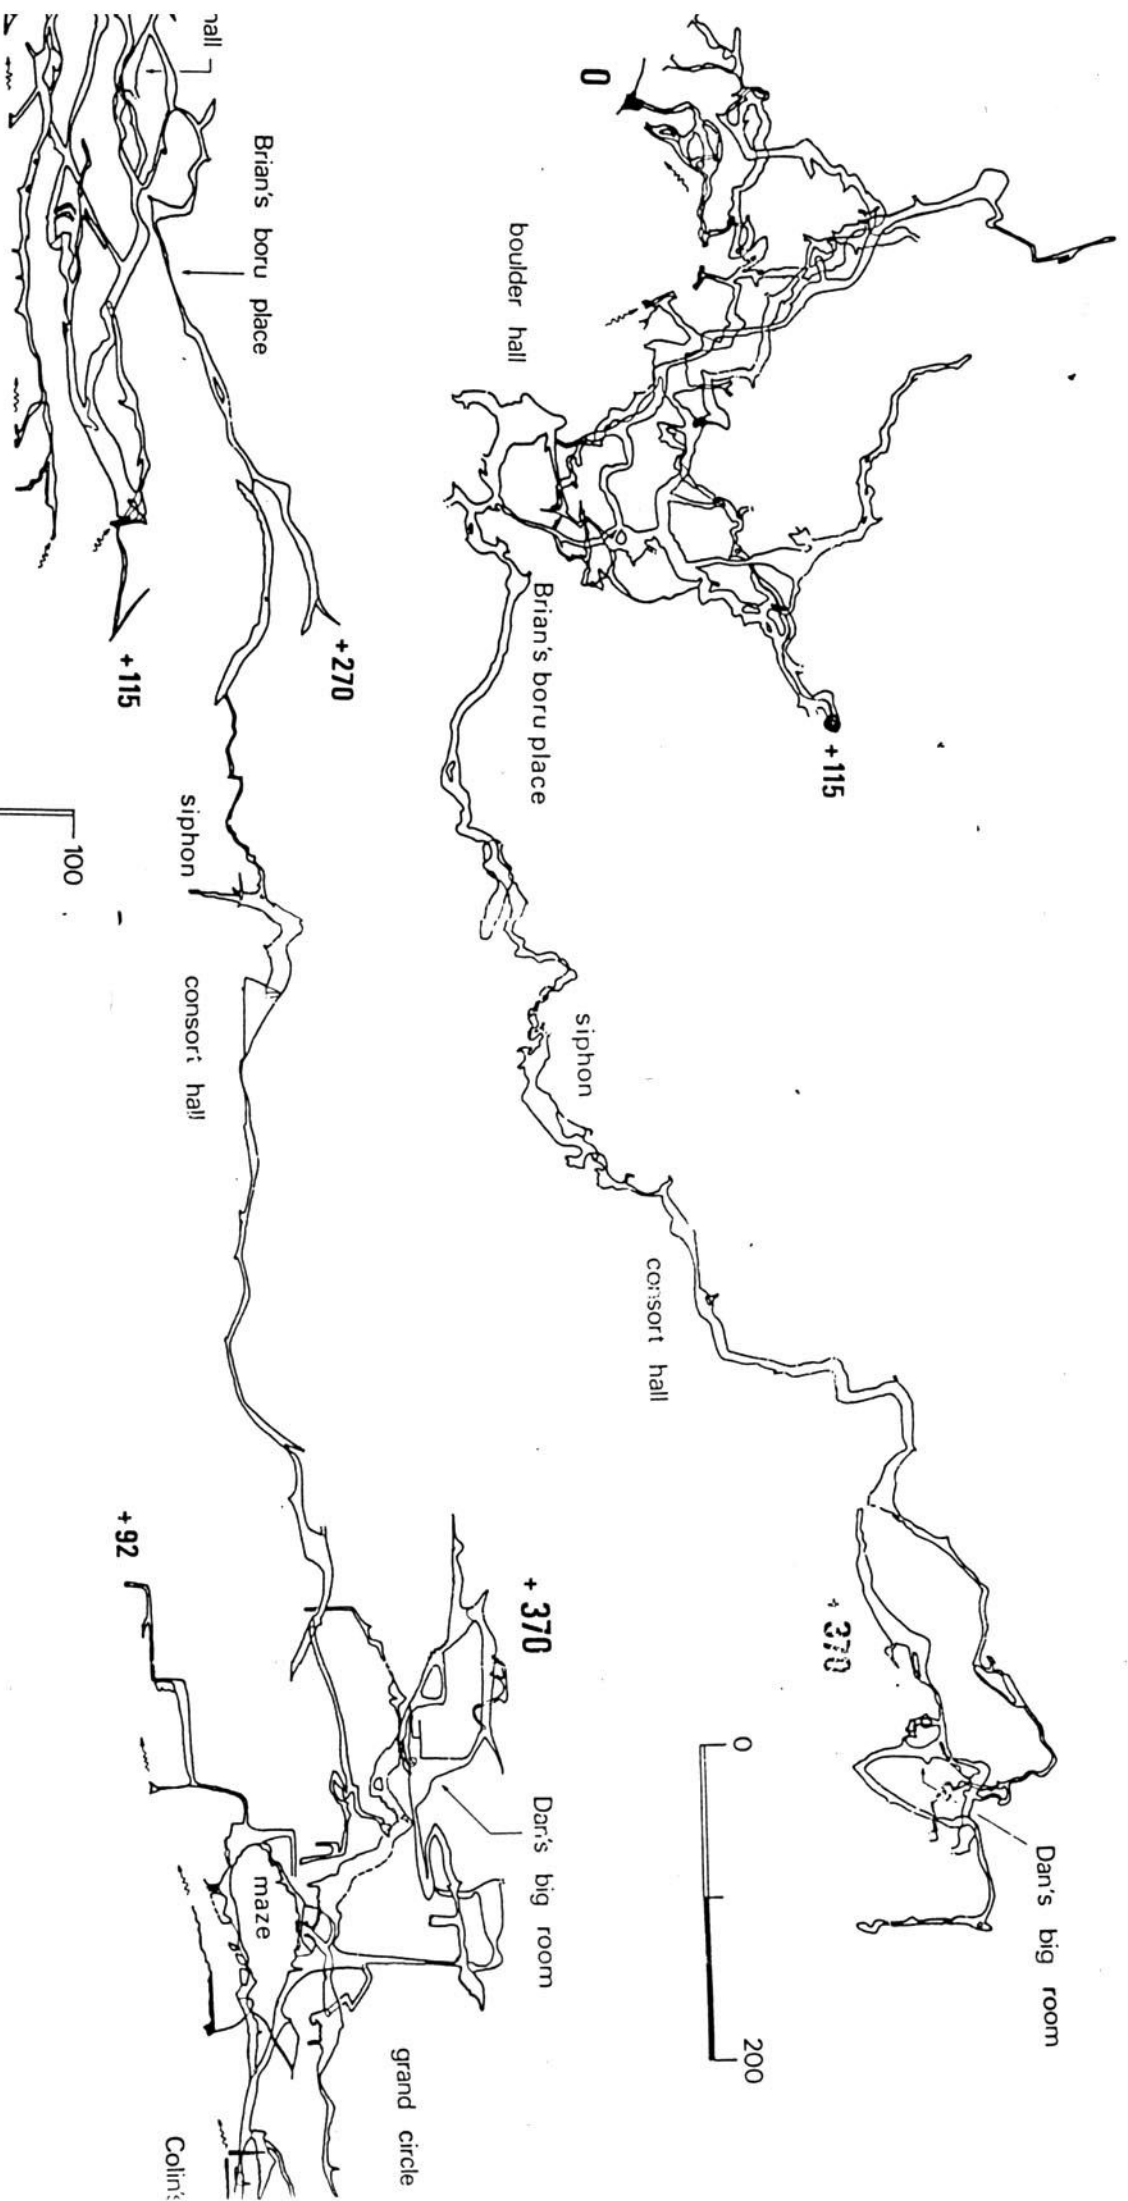 Dan's big room
+115
+370
0 200
consort hall
0
siphon
Brian's boru place
boulder hall
Dan's big room
+370
grand circle
+270
Brian's boru place
maze
hall
consort hall
siphon
Colin's
+115
+92
100